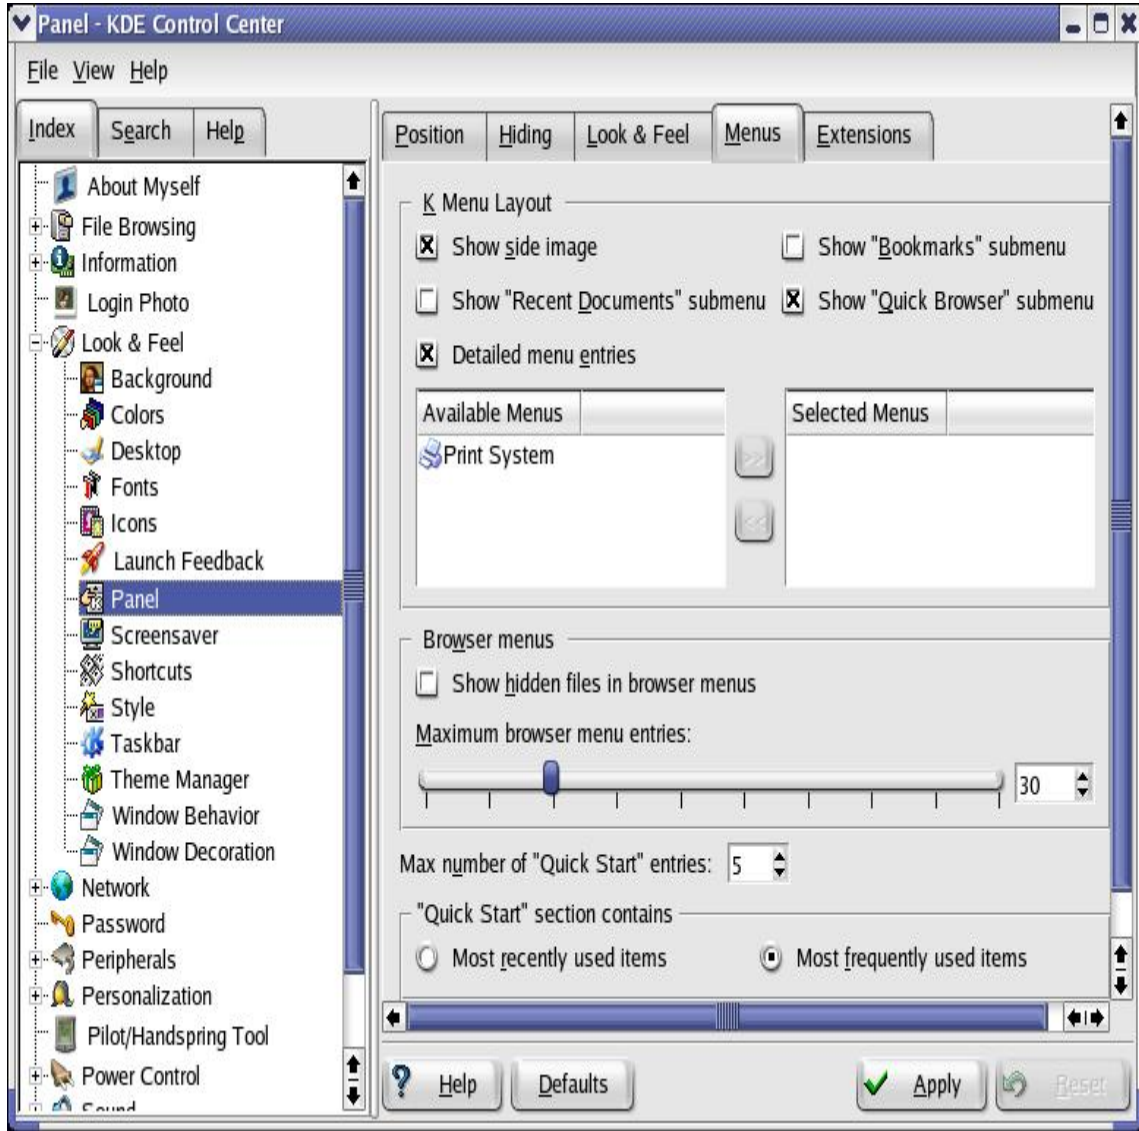 Panel - KDE Control Center
File View Help
Index Search Help
About Myself
File Browsing
Information
Login Photo
Look & Feel
Background
Colors
Desktop
Fonts
Icons
Launch Feedback
Panel
Screensaver
Shortcuts
Style
Taskbar
Theme Manager
Window Behavior
Window Decoration
Network
Password
Peripherals
Personalization
Pilot/Handspring Tool
Power Control
Sound
Position Hiding Look & Feel Menus Extensions
K Menu Layout
Show side image
Show "Bookmarks" submenu
Show "Recent Documents" submenu
Show "Quick Browser" submenu
Detailed menu entries
Available Menus
Print System
>>
<<
Selected Menus
Browser menus
Show hidden files in browser menus
Maximum browser menu entries:
30
Max number of "Quick Start" entries: 5
"Quick Start" section contains
Most recently used items
Most frequently used items
Help Defaults Apply Reset